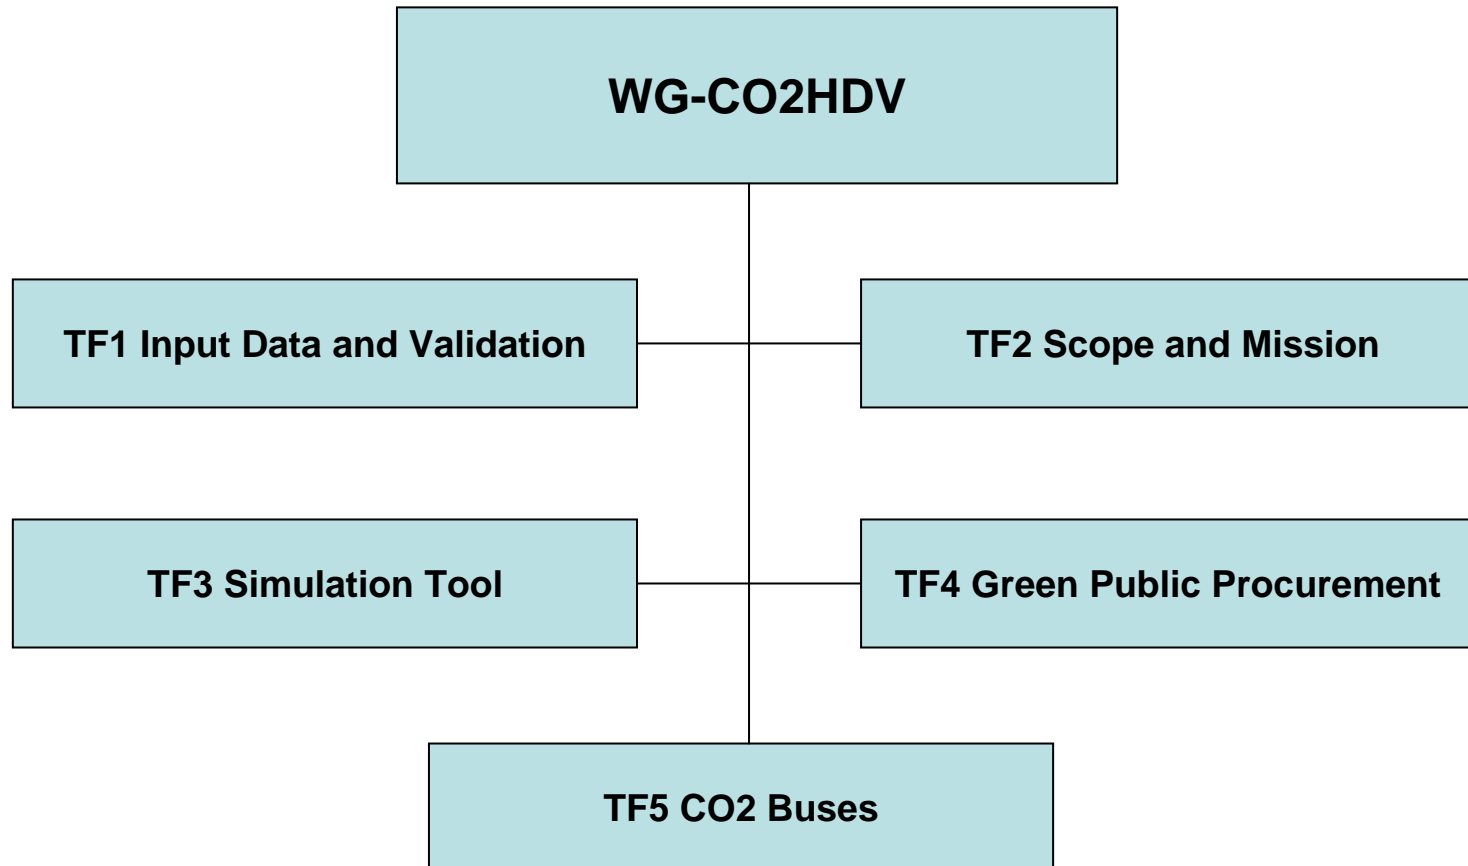 WG-CO2HDV
TF1 Input Data and Validation
TF2 Scope and Mission
TF3 Simulation Tool
TF4 Green Public Procurement
TF5 CO2 Buses